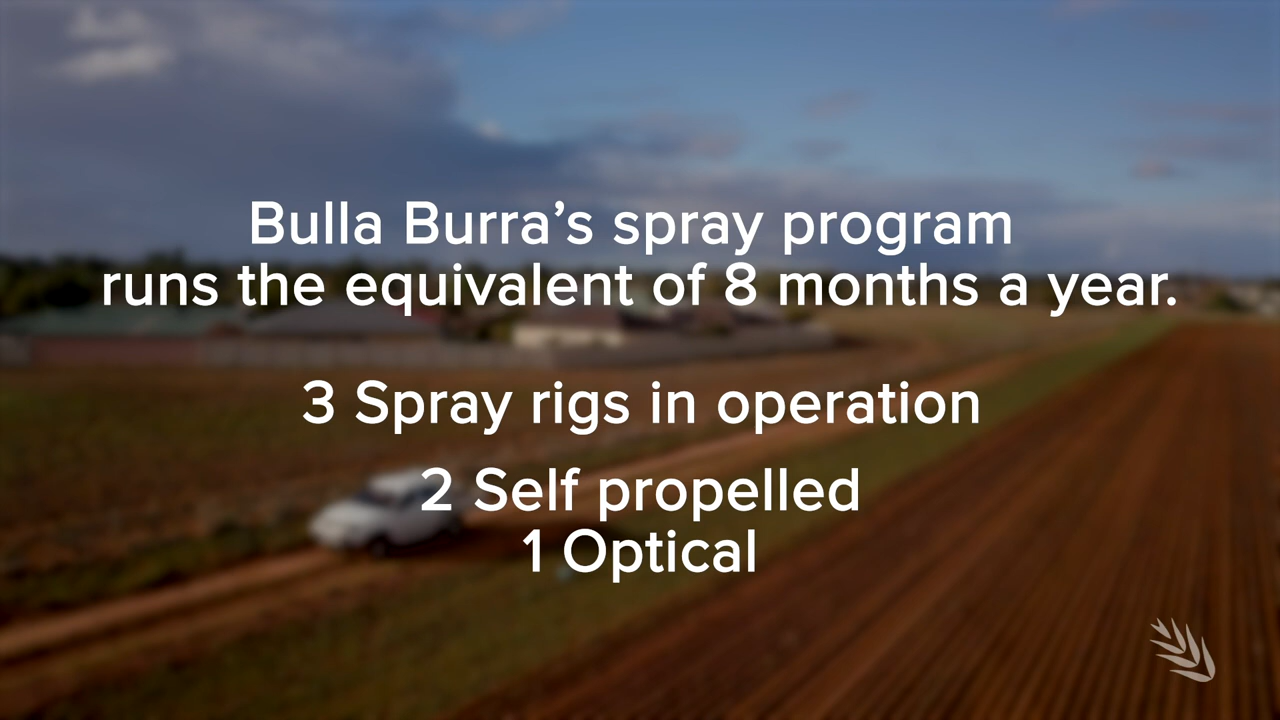 Bulla Burra’s spray program
runs the equivalent of 8 months a year.
3 Spray rigs in operation
2 Self propelled
1 Optical